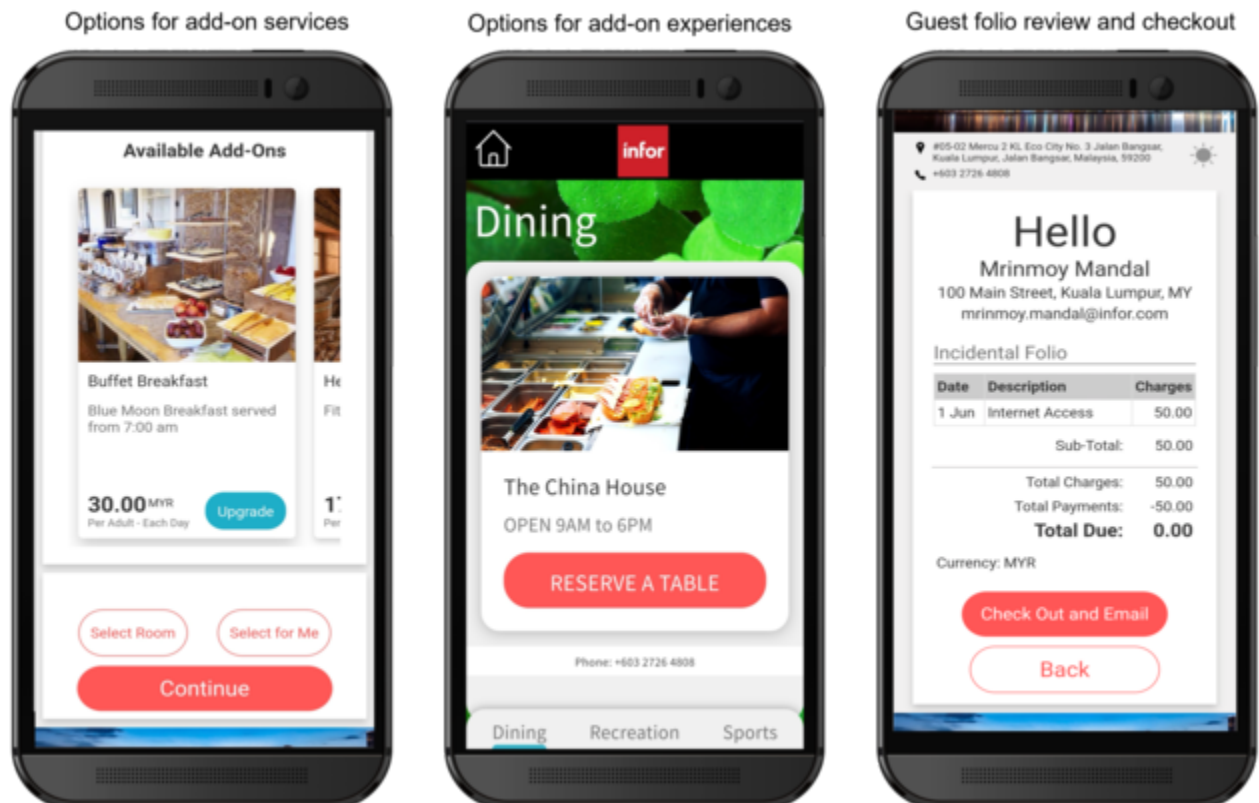 Options for add-on services
Available Add-Ons
Buffet Breakfast
Blue Moon Breakfast served
from 7:00 am
30.00 MYR
Per Adult - Each Day
Upgrade
He
Fit
17
Per
Select Room
Select for Me
Continue
Options for add-on experiences
infor
Dining
The China House
OPEN 9AM to 6PM
RESERVE A TABLE
Phone: +603 2726 4808
Dining Recreation Sports
Guest folio review and checkout
#05-02 Mercu 2 KL Eco City No. 3 Jalan Bangsar,
Kuala Lumpur, Jalan Bangsar, Malaysia, 59200
+603 2726 4808
Hello
Mrinmoy Mandal
100 Main Street, Kuala Lumpur, MY
mrinmoy.mandal@infor.com
Incidental Folio
Date Description Charges
1 Jun Internet Access 50.00
Sub-Total: 50.00
Total Charges: 50.00
Total Payments: -50.00
Total Due: 0.00
Currency: MYR
Check Out and Email
Back